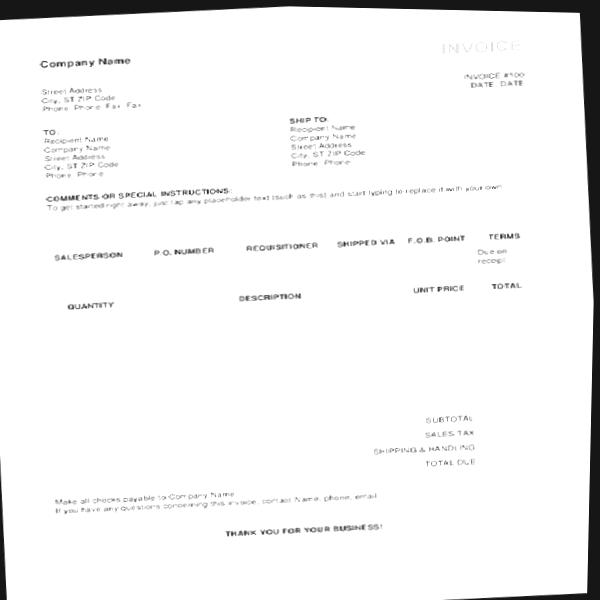 INVOICE
Company Name
INVOICE #100
DATE: DATE
Street Address
City, ST ZIP Code
Phone: Phone Fax: Fax
TO:
Recipient Name
Company Name
Street Address
City, ST ZIP Code
Phone: Phone
SHIP TO:
Recipient Name
Company Name
Street Address
City, ST ZIP Code
Phone: Phone
COMMENTS OR SPECIAL INSTRUCTIONS:
To get started right away, just tap any placeholder text (such as this) and start typing to replace it with your own.
SALESPERSON P.O. NUMBER REQUISITIONER SHIPPED VIA F.O.B. POINT TERMS
Due on
receipt
QUANTITY DESCRIPTION UNIT PRICE TOTAL
SUBTOTAL
SALES TAX
SHIPPING & HANDLING
TOTAL DUE
Make all checks payable to Company Name
If you have any questions concerning this invoice, contact Name, phone, email
THANK YOU FOR YOUR BUSINESS!